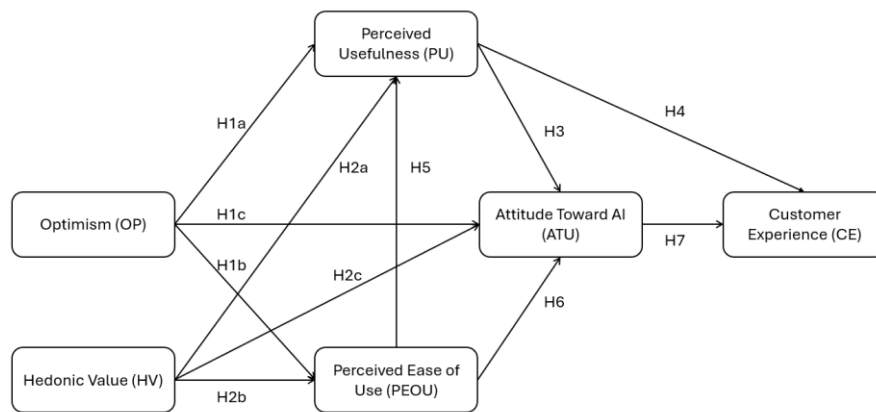 Perceived
Usefulness (PU)
H1a
H4
H3
H2a
H5
Optimism (OP)
H1c
Attitude Toward AI
(ATU)
H7
Customer
Experience (CE)
H1b
H2c
H6
Hedonic Value (HV)
H2b
Perceived Ease of
Use (PEOU)